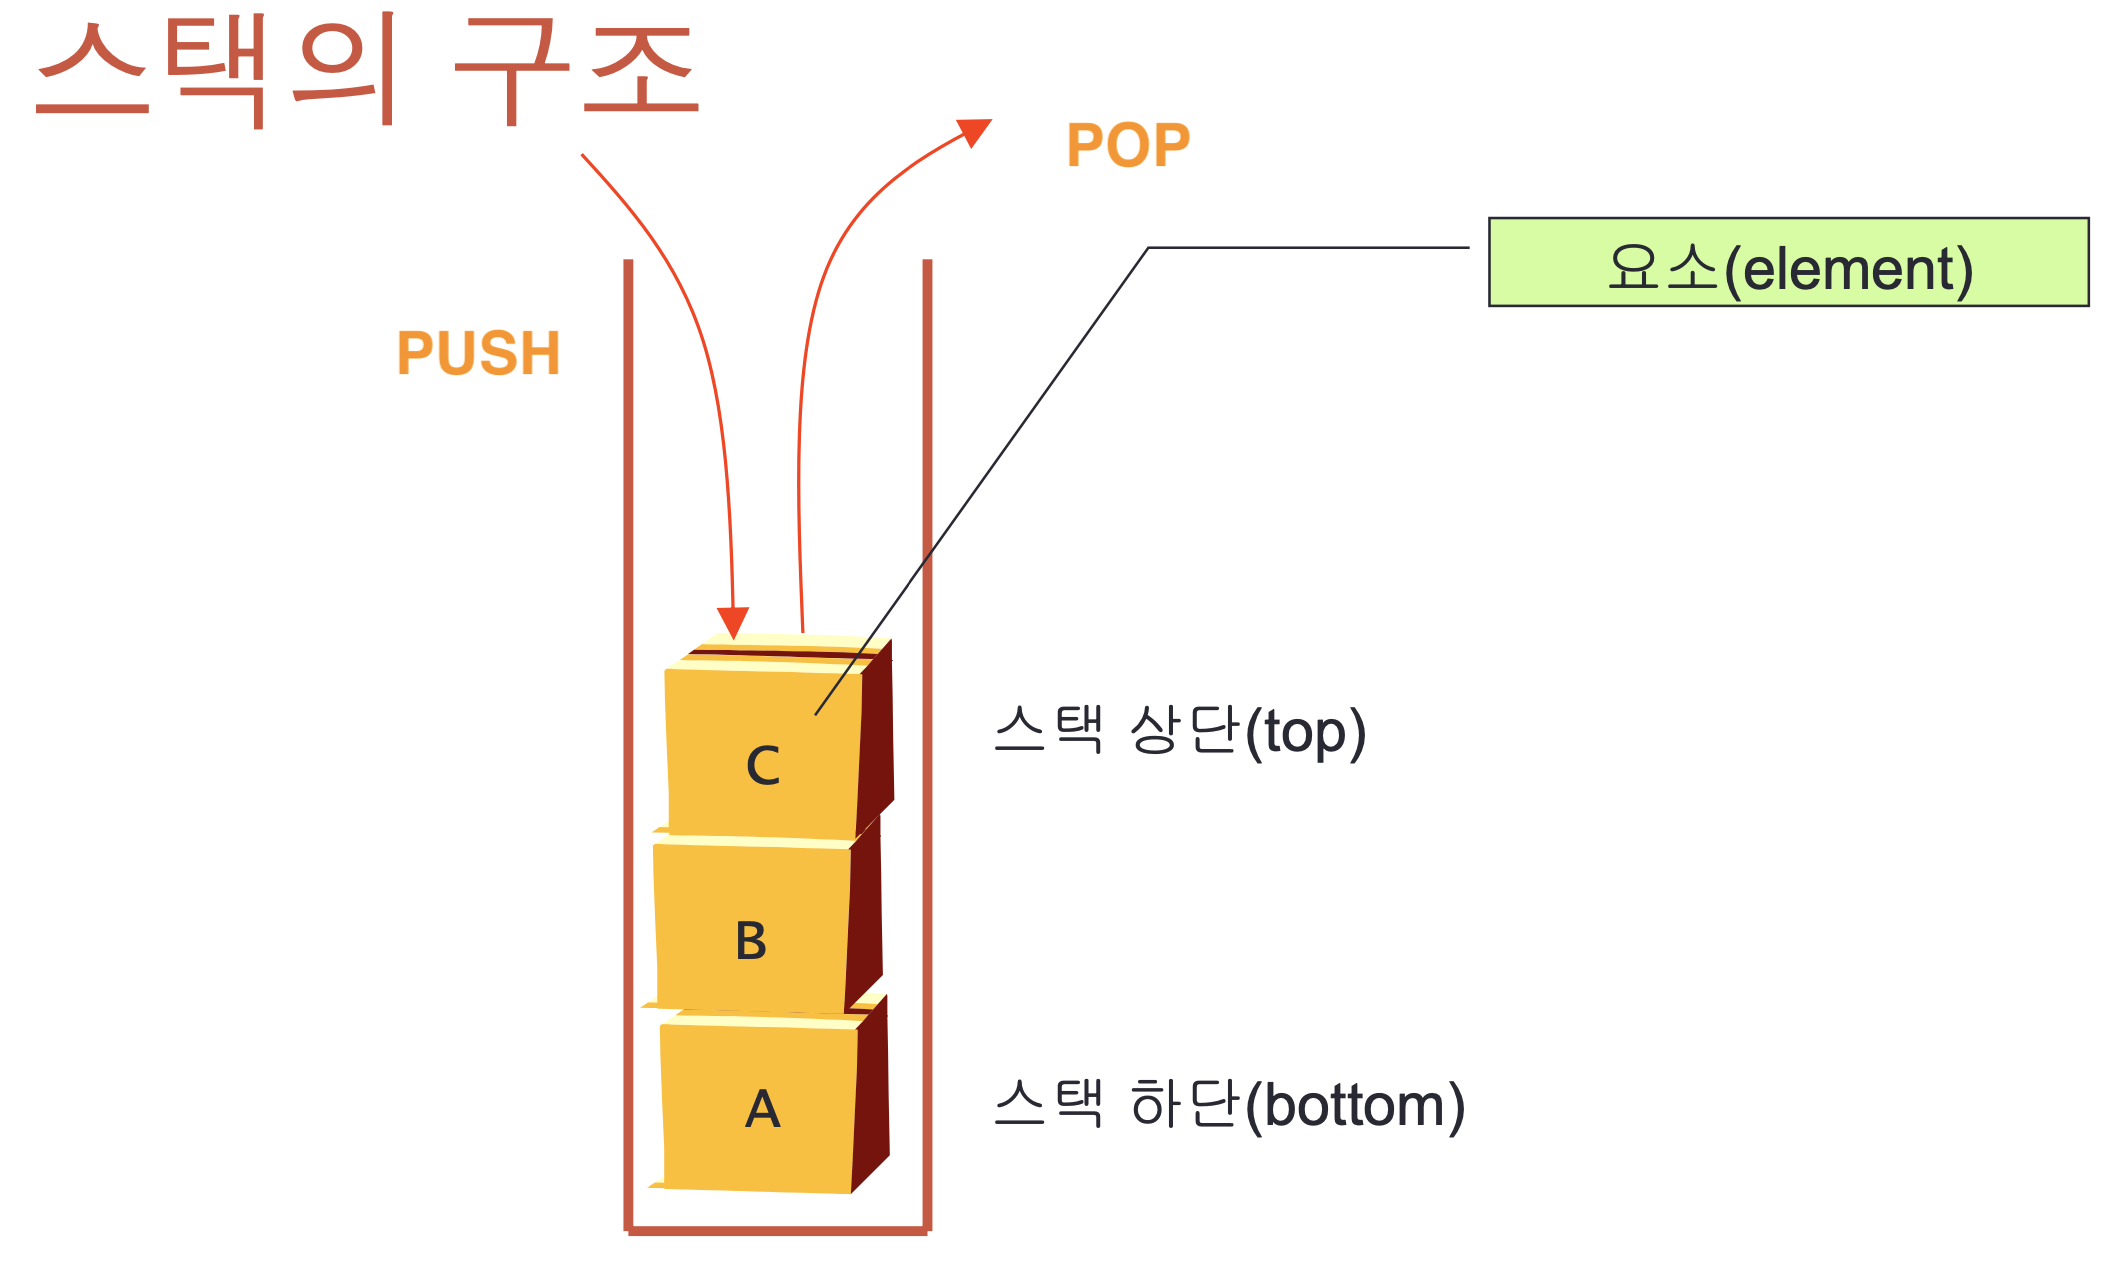 스택의 구조
POP
요소(element)
PUSH
스택 상단(top)
C
B
스택 하단(bottom)
A